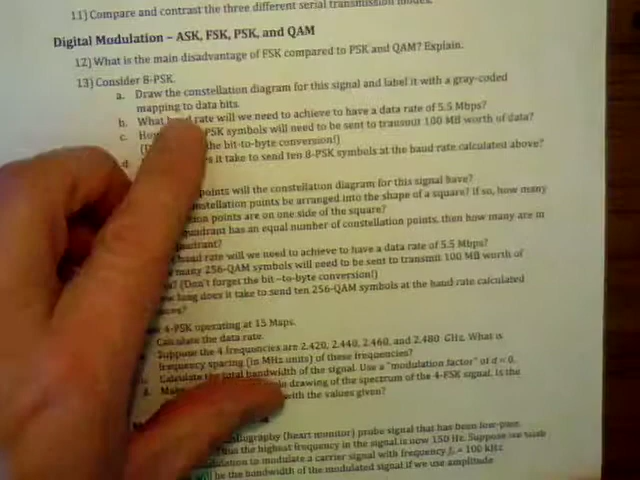 11) Compare and contrast the three different serial transmission modes.
Digital Modulation – ASK, FSK, PSK, and QAM
12) What is the main disadvantage of FSK compared to PSK and QAM? Explain.
13) Consider 8-PSK.
a. Draw the constellation diagram for this signal and label it with a gray-coded
mapping to data bits.
b. What baud rate will we need to achieve to have a data rate of 5.5 Mbps?
c. PSK symbols will need to be sent to transmit 100 MB worth of data?
the bit-to-byte conversion!)
d it take to send ten 8-PSK symbols at the baud rate calculated above?
points will the constellation diagram for this signal have?
constellation points be arranged into the shape of a square? If so, how many
points are on one side of the square?
quadrant has an equal number of constellation points, then how many are in
quadrant?
baud rate will we need to achieve to have a data rate of 5.5 Mbps?
many 256-QAM symbols will need to be sent to transmit 100 MB worth of
(Don't forget the bit–to-byte conversion!)
long does it take to send ten 256-QAM symbols at the baud rate calculated
operating at 15 Msps.
Calculate the data rate.
Suppose the 4 frequencies are 2.420, 2.440, 2.460, and 2.480 GHz. What is
frequency spacing (in MHz units) of these frequencies?
Calculate the total bandwidth of the signal. Use a "modulation factor" of d = 0.
drawing of the spectrum of the 4-FSK signal. Is the
with the values given?
(heart monitor) probe signal that has been low-pass
the highest frequency in the signal is now 150 Hz. Suppose we wish
to modulate a carrier signal with frequency = 100 kHz
be the bandwidth of the modulated signal if we use amplitude